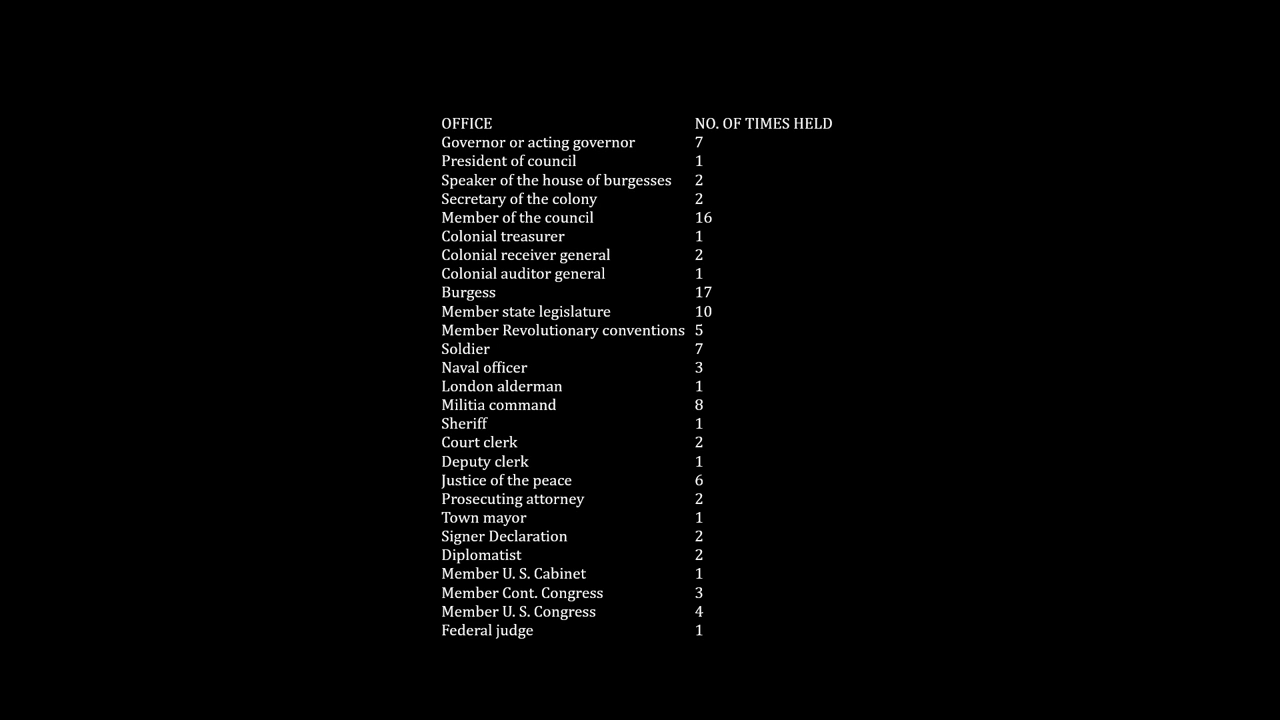 OFFICE NO. OF TIMES HELD
Governor or acting governor 7
President of council 1
Speaker of the house of burgesses 2
Secretary of the colony 2
Member of the council 16
Colonial treasurer 1
Colonial receiver general 2
Colonial auditor general 1
Burgess 17
Member state legislature 10
Member Revolutionary conventions 5
Soldier 7
Naval officer 3
London alderman 1
Militia command 8
Sheriff 1
Court clerk 2
Deputy clerk 1
Justice of the peace 6
Prosecuting attorney 2
Town mayor 1
Signer Declaration 2
Diplomatist 2
Member U. S. Cabinet 1
Member Cont. Congress 3
Member U. S. Congress 4
Federal judge 1